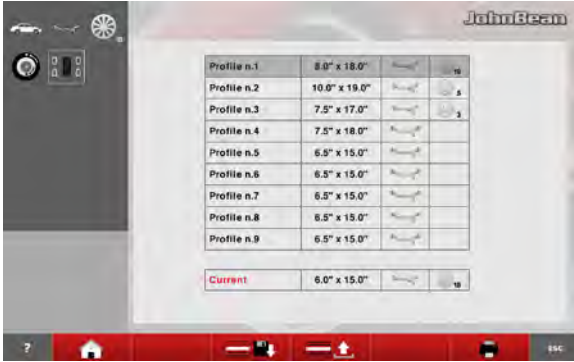 JohnBean
Profile n.1 8.0" x 18.0" 10
Profile n.2 10.0" x 19.0" 5
Profile n.3 7.5" x 17.0" 3
Profile n.4 7.5" x 18.0"
Profile n.5 6.5" x 15.0"
Profile n.6 6.5" x 15.0"
Profile n.7 6.5" x 15.0"
Profile n.8 6.5" x 15.0"
Profile n.9 6.5" x 15.0"
Current 6.0" x 15.0"
? ESC